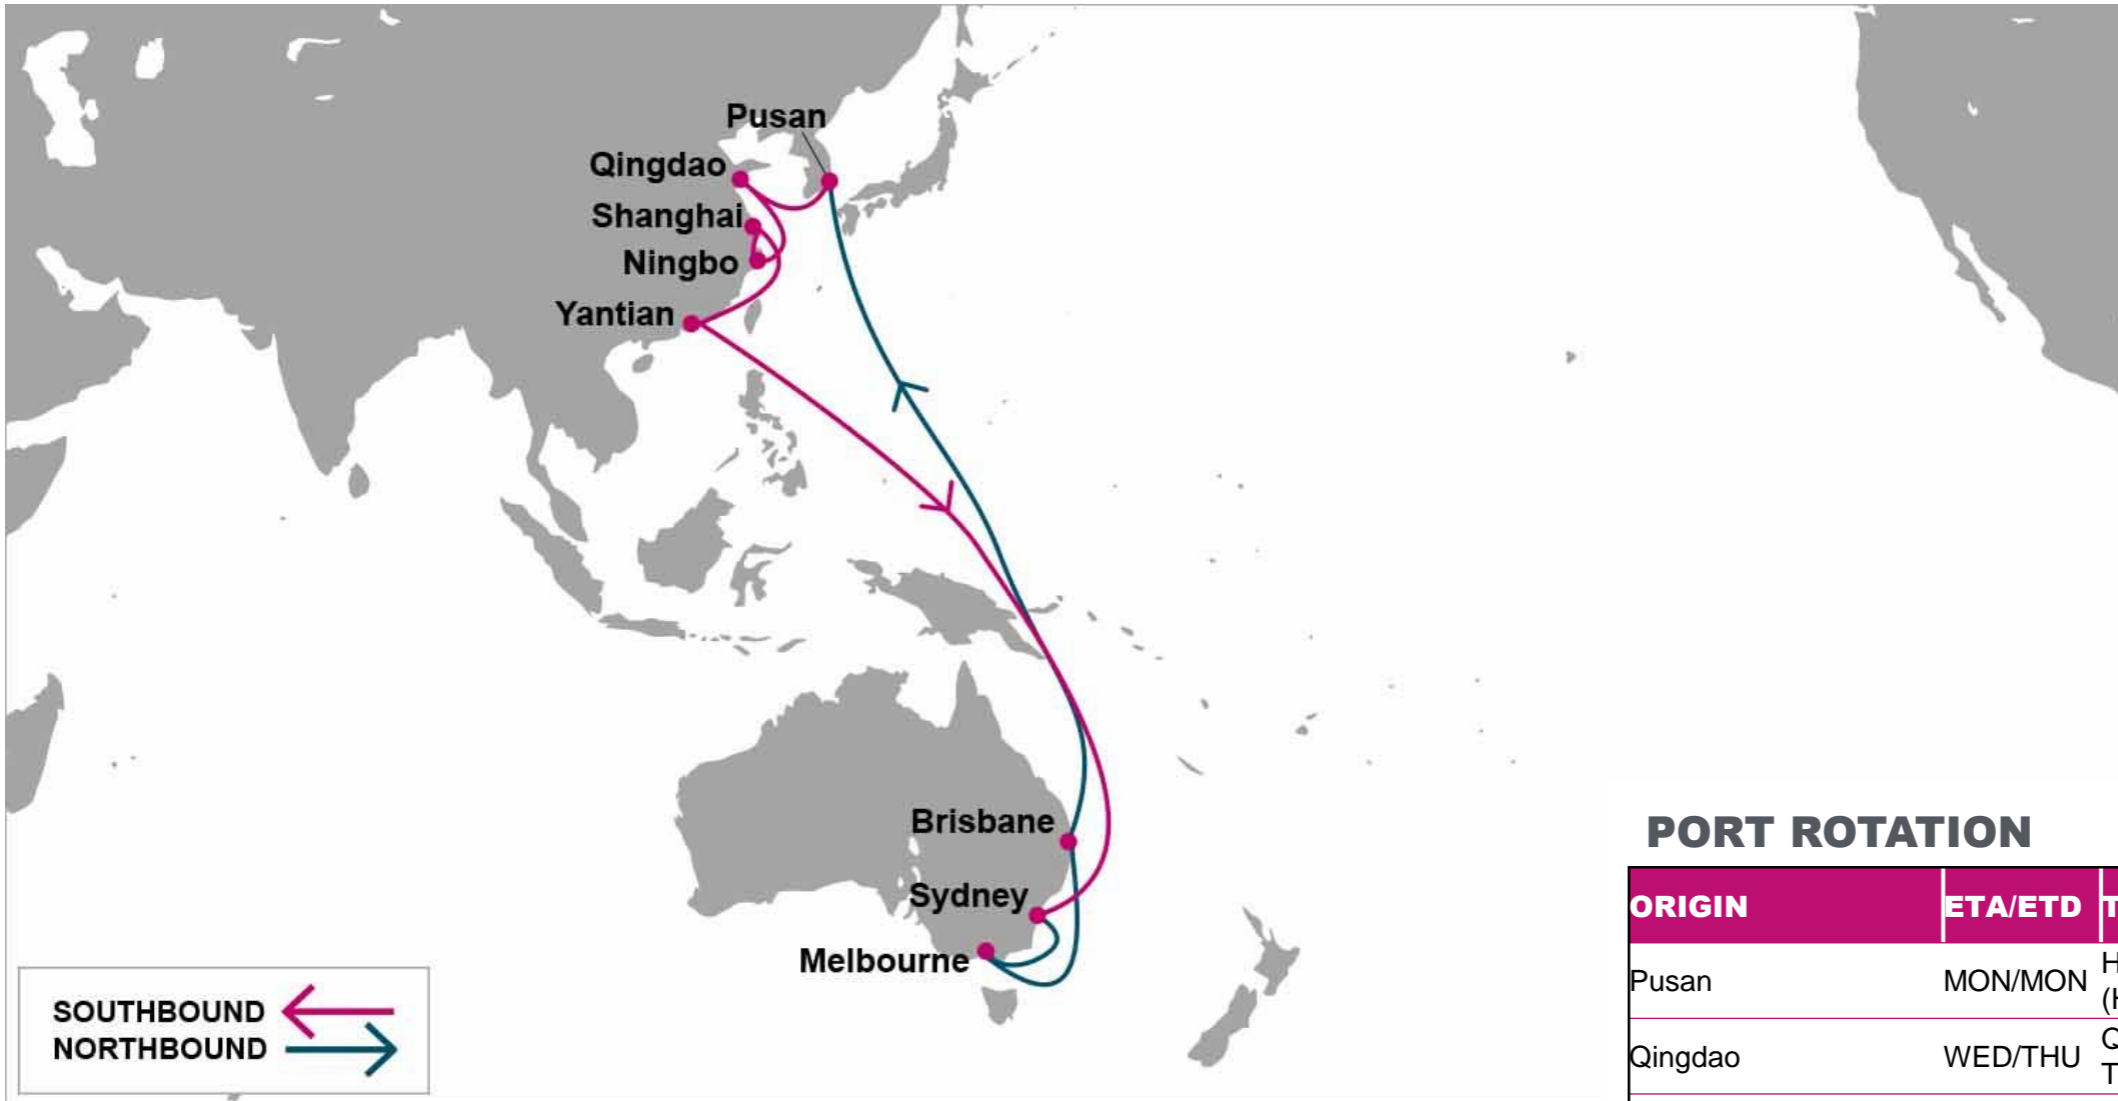 Pusan
Qingdao
Shanghai
Ningbo
Yantian
Brisbane
Sydney
Melbourne
SOUTHBOUND
NORTHBOUND
PORT ROTATION
ORIGIN ETA/ETD
Pusan MON/MON
Qingdao WED/THU